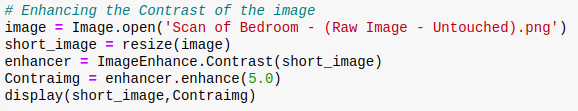 # Enhancing the Contrast of the image
image = Image.open('Scan of Bedroom - (Raw Image - Untouched).png')
short_image = resize(image)
enhancer = ImageEnhance.Contrast(short_image)
Contraimg = enhancer.enhance(5.0)
display(short_image,Contraimg)